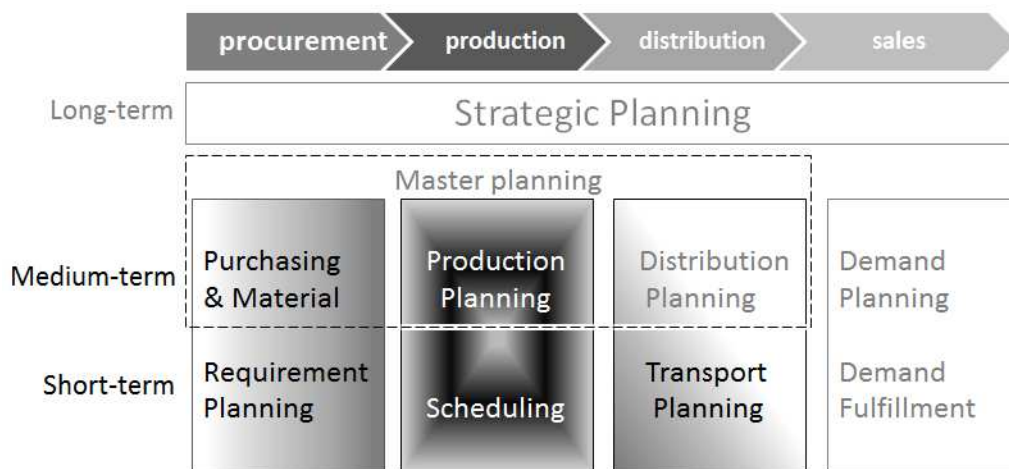 procurement production distribution sales
Long-term Strategic Planning
Master planning
Medium-term
Purchasing
& Material
Production
Planning
Distribution
Planning
Demand
Planning
Short-term
Requirement
Planning
Scheduling
Transport
Planning
Demand
Fulfillment